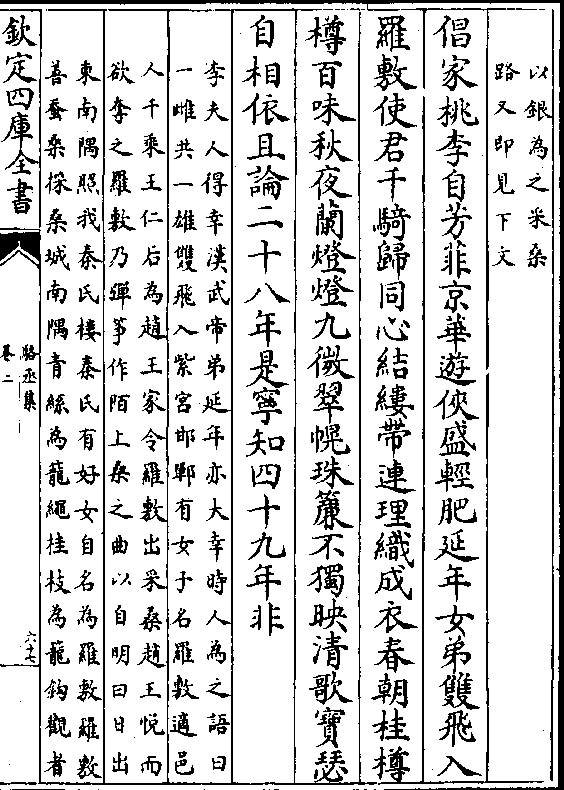 以銀為之采桑
路又即見下文
倡家桃李自芳菲京華遊俠盛輕肥延年女弟雙飛入
羅敷使君千騎歸同心結縷帶連理織成衣春朝桂樽
樽百味秋夜蘭燈燈九微翠幌珠簾不獨映清歌寶瑟
自相依且論二十八年是寧知四十九年非
李夫人得幸漢武帝弟延年亦大幸時人為之語曰
一雌共一雄雙飛入紫宮邯鄲有女子名羅敷適邑
人千乘王仁后為趙王家令羅敷出采桑趙王悅而
欲奪之羅敷乃彈箏作陌上桑之曲以自明曰日出
東南隅照我秦氏樓秦氏有好女自名為羅敷羅敷
善蚕桑採桑城南隅青絲為籠繩桂枝為籠鈎觀者
欽定四庫全書
駱丞集
卷二
六十七